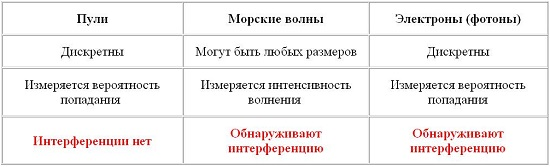 Пули Морские волны Электроны (фотоны)
Дискретны Могут быть любых размеров Дискретны
Измеряется вероятность Измеряется интенсивность Измеряется вероятность
попадания волнения попадания
Интерференции нет Обнаруживают Обнаруживают
интерференцию интерференцию